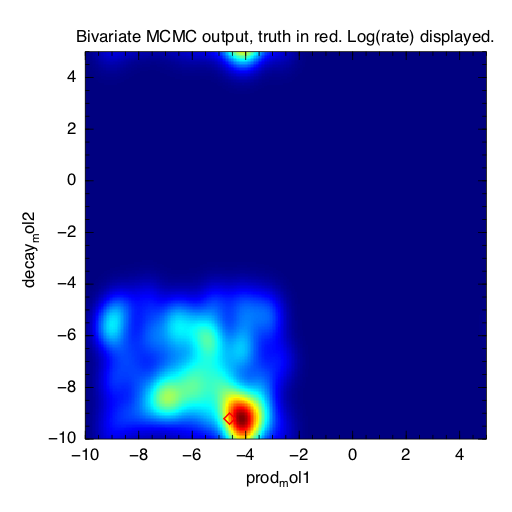 Bivariate MCMC output, truth in red. Log(rate) displayed.
4
2
0
−2
−4
−6
−8
−10
decay_mol2
−10 −8 −6 −4 −2 0 2 4
prod_mol1